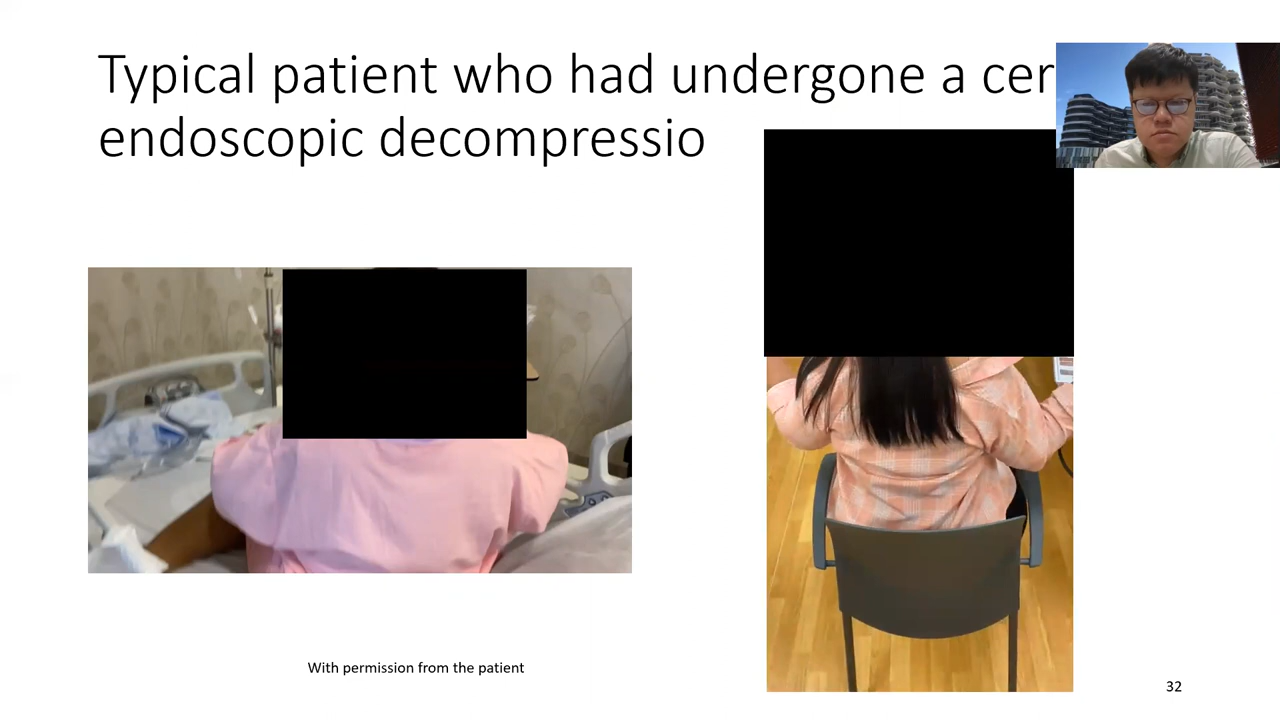 Typical patient who had undergone a cer
endoscopic decompressio
With permission from the patient
32